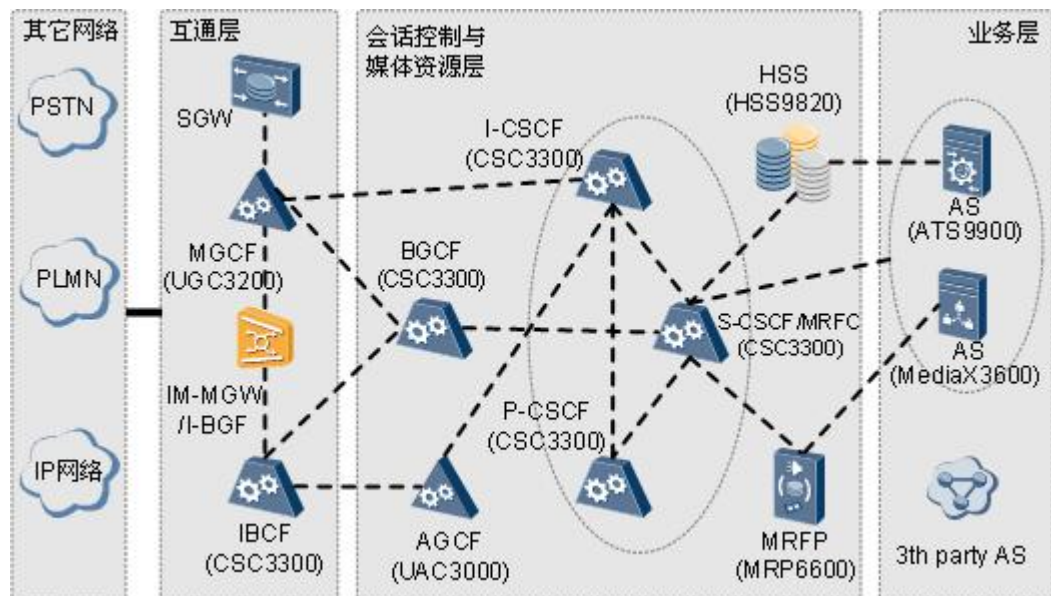 其它网络
PSTN
PLMN
IP网络
互通层
SGW
MGCF
(UGC3200)
IM-MGW
/I-BGF
IBCF
(CSC3300)
会话控制与
媒体资源层
I-CSCF
(CSC3300)
BGCF
(CSC3300)
AGCF
(UAC3000)
P-CSCF
(CSC3300)
HSS
(HSS9820)
S-CSCF/MRFC
(CSC3300)
MRFP
(MRP6600)
业务层
AS
(ATS9900)
AS
(MediaX3600)
3th party AS